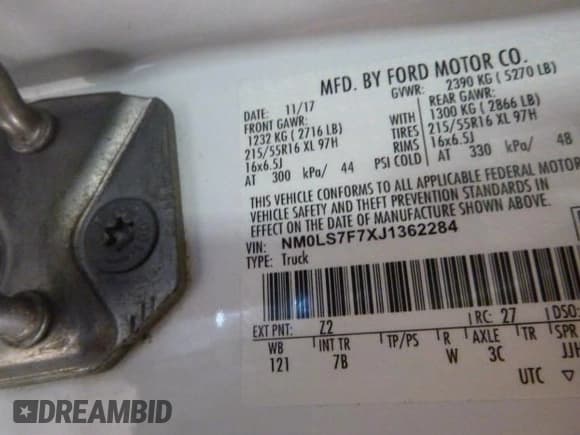 MFD. BY FORD MOTOR CO.
DATE: 11/17 GVWR: 2390 KG ( 5270 LB)
FRONT GAWR: REAR GAWR:
1232 KG ( 2716 LB) WITH 1300 KG ( 2866 LB)
215/55R16 XL 97H TIRES 215/55R16 XL 97H
16x6.5J RIMS 16x6.5J
AT 300 kPa/ 44 PSI COLD AT 330 kPa/ 48
THIS VEHICLE CONFORMS TO ALL APPLICABLE FEDERAL MOTOR
VEHICLE SAFETY AND THEFT PREVENTION STANDARDS IN
EFFECT ON THE DATE OF MANUFACTURE SHOWN ABOVE.
VIN: NM0LS7F7XJ1362284
TYPE: Truck
EXT PNT: Z2 RC: 27 DSO:
WB INT TR TP/PS R AXLE TR SPR
121 7B W 3C JJH
UTC
DREAMBID